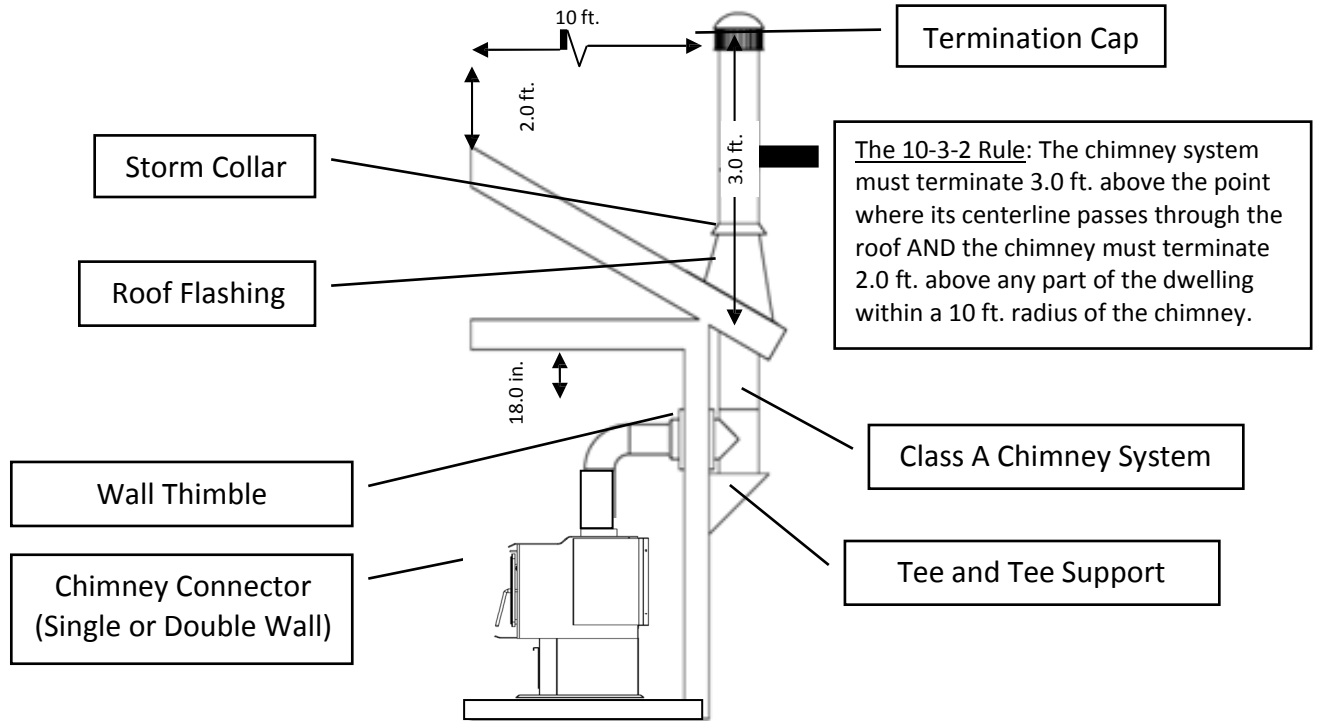 10 ft.
Termination Cap
2.0 ft.
Storm Collar
3.0 ft.
The 10-3-2 Rule: The chimney system
must terminate 3.0 ft. above the point
where its centerline passes through the
roof AND the chimney must terminate
2.0 ft. above any part of the dwelling
within a 10 ft. radius of the chimney.
Roof Flashing
18.0 in.
Class A Chimney System
Wall Thimble
Tee and Tee Support
Chimney Connector
(Single or Double Wall)